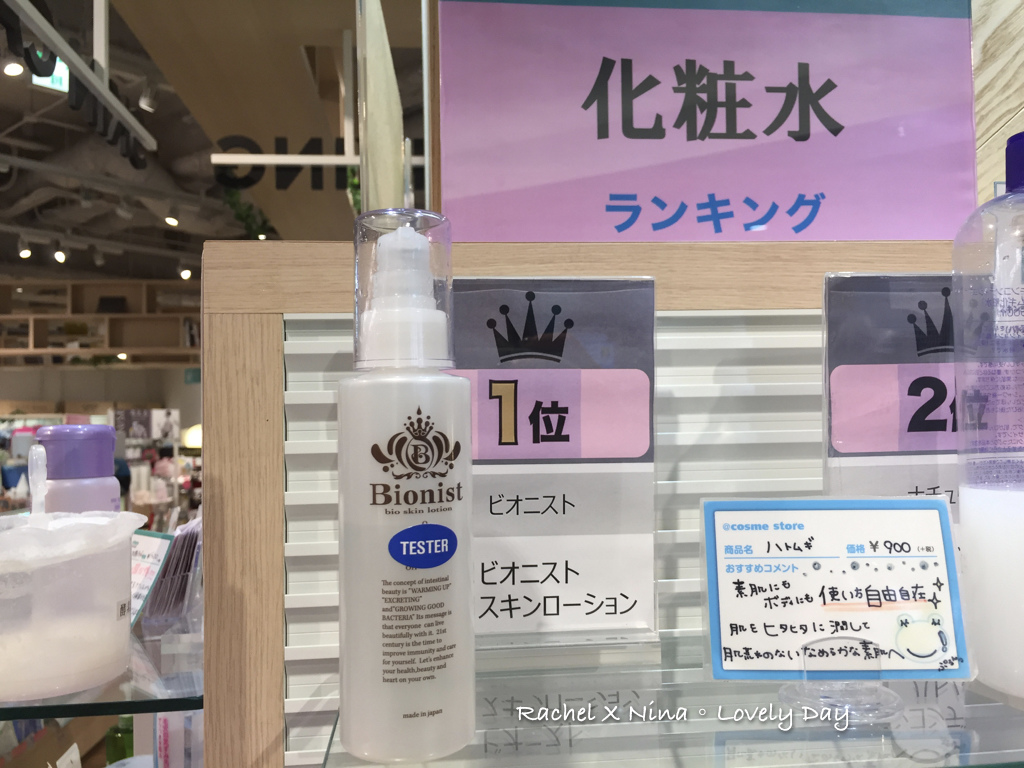 化粧水
ランキング
1位
ビオニスト
ビオニスト
スキンローション
2位
ナチュ
Bionist
bio skin lotion
TESTER
The concept of intestinal
beauty is "WARMING UP"
"EXCRETING"
and"GROWING GOOD
BACTERIA" Its message is
that everyone can live
beautifully with it. 21st
century is the time to
improve immunity and care
for yourself. Let's enhance
your health,beauty and
heart on your own.
made in japan
@cosme store
商品名 ハトムギ 価格 ¥900 (+税)
おすすめコメント
素肌にも
ボディにも 使い方自由自在
肌をヒタヒタに潤して
肌荒れのないなめらかな素肌へ
Rachel X Nina。Lovely Day